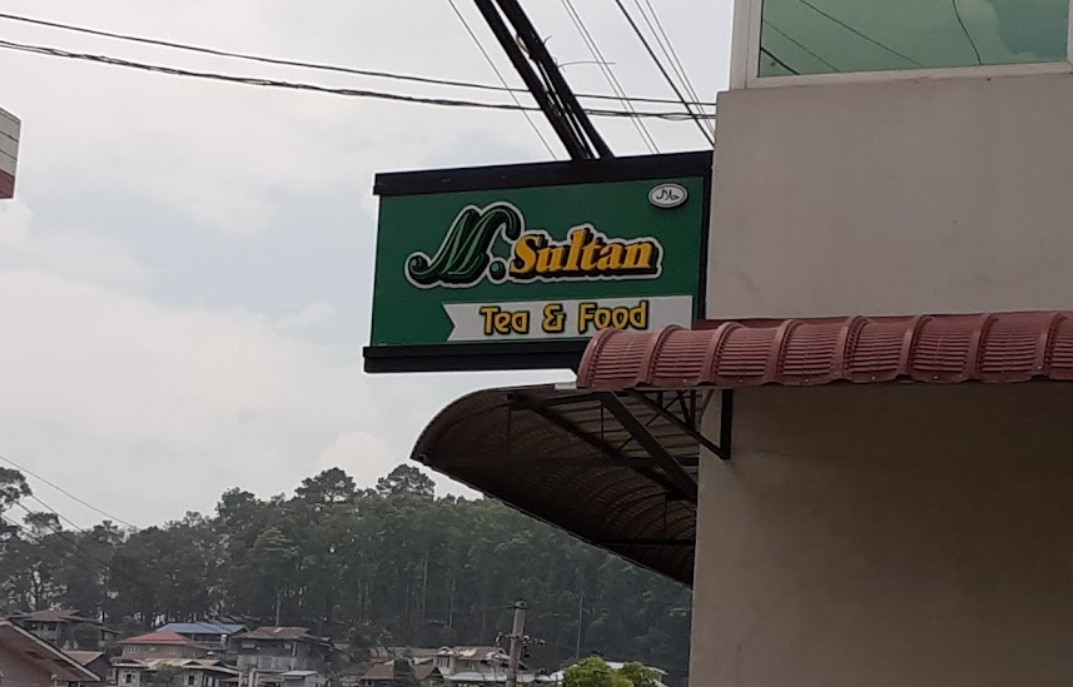 M. Sultan
Tea & Food